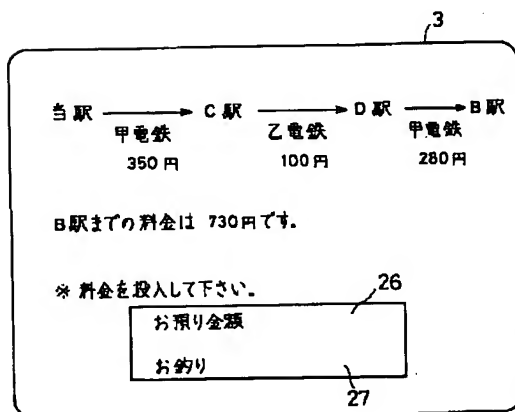 3
当駅 → C駅 → D駅 → B駅
甲電鉄 乙電鉄 甲電鉄
350円 100円 280円
B駅までの料金は 730円です。
※ 料金を投入して下さい。
26
お預り金額
お釣り
27